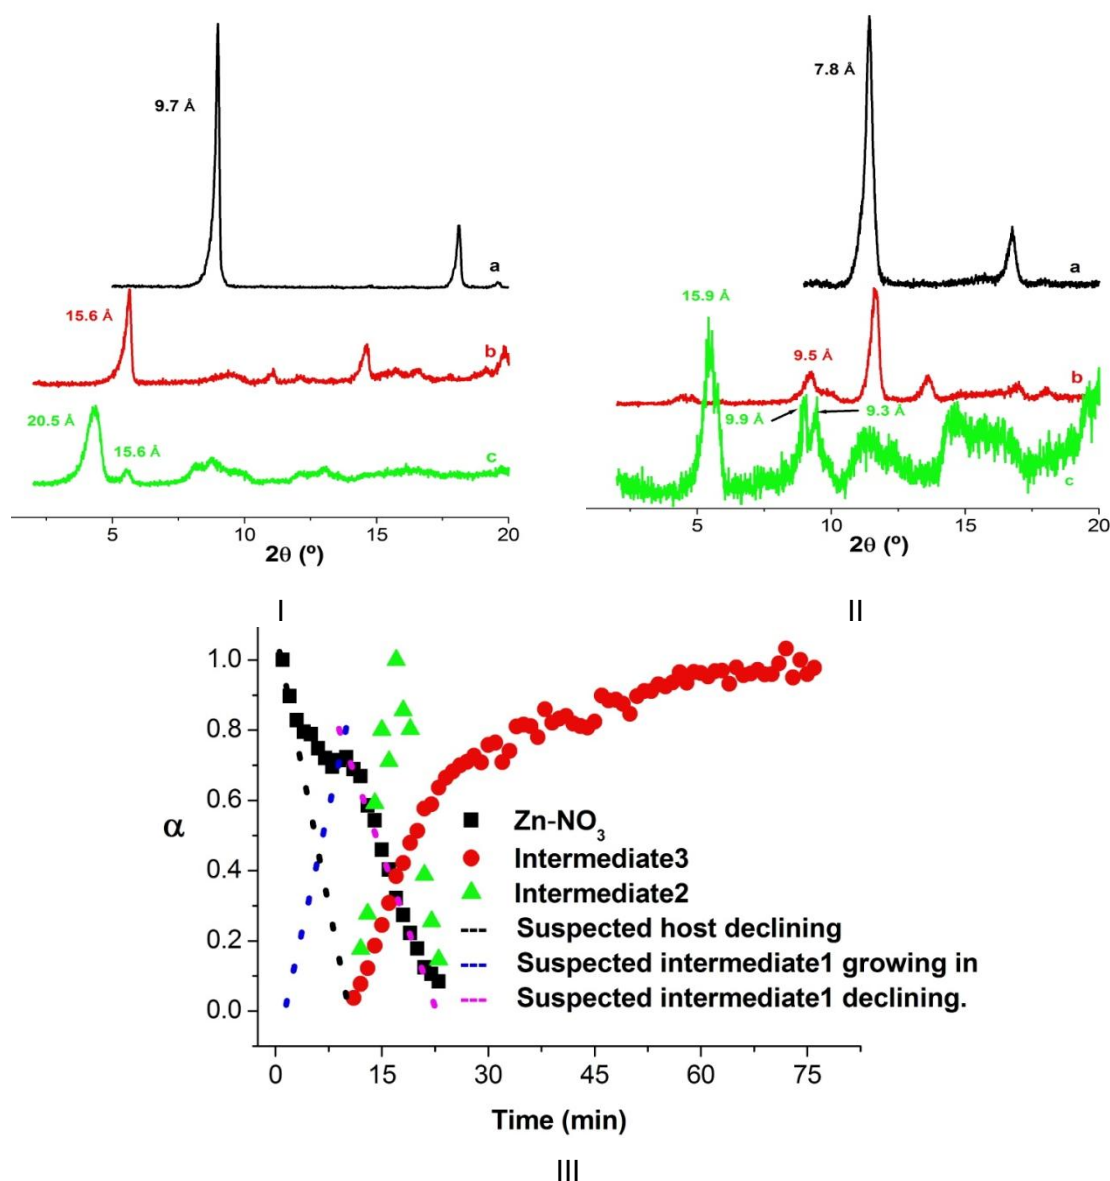 9.7 Å
a
15.6 Å
b
20.5 Å
15.6 Å
c
5 10 15 20
2θ (º)
I
7.8 Å
a
15.9 Å
9.5 Å
b
9.9 Å
9.3 Å
c
5 10 15 20
2θ (º)
II
1.0
0.8
0.6
0.4
0.2
0.0
α
Zn-NO₃
Intermediate3
Intermediate2
Suspected host declining
Suspected intermediate1 growing in
Suspected intermediate1 declining.
0 15 30 45 60 75
Time (min)
III